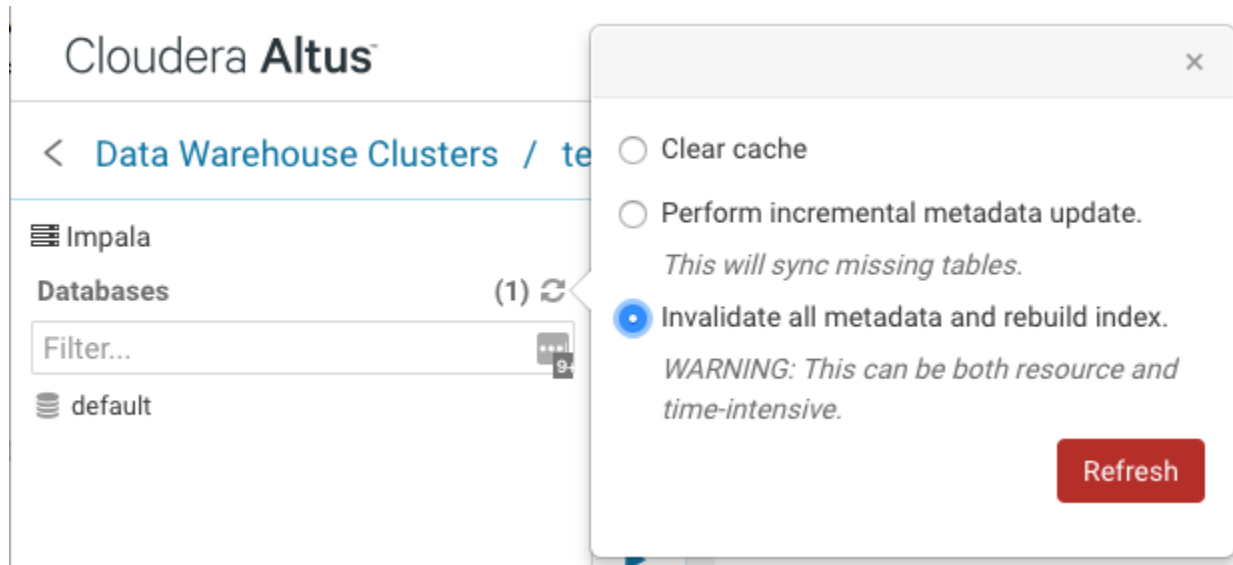 Cloudera Altus
< Data Warehouse Clusters / te
Impala
Databases (1)
Filter...
9+
default
×
Clear cache
Perform incremental metadata update.
This will sync missing tables.
Invalidate all metadata and rebuild index.
WARNING: This can be both resource and
time-intensive.
Refresh